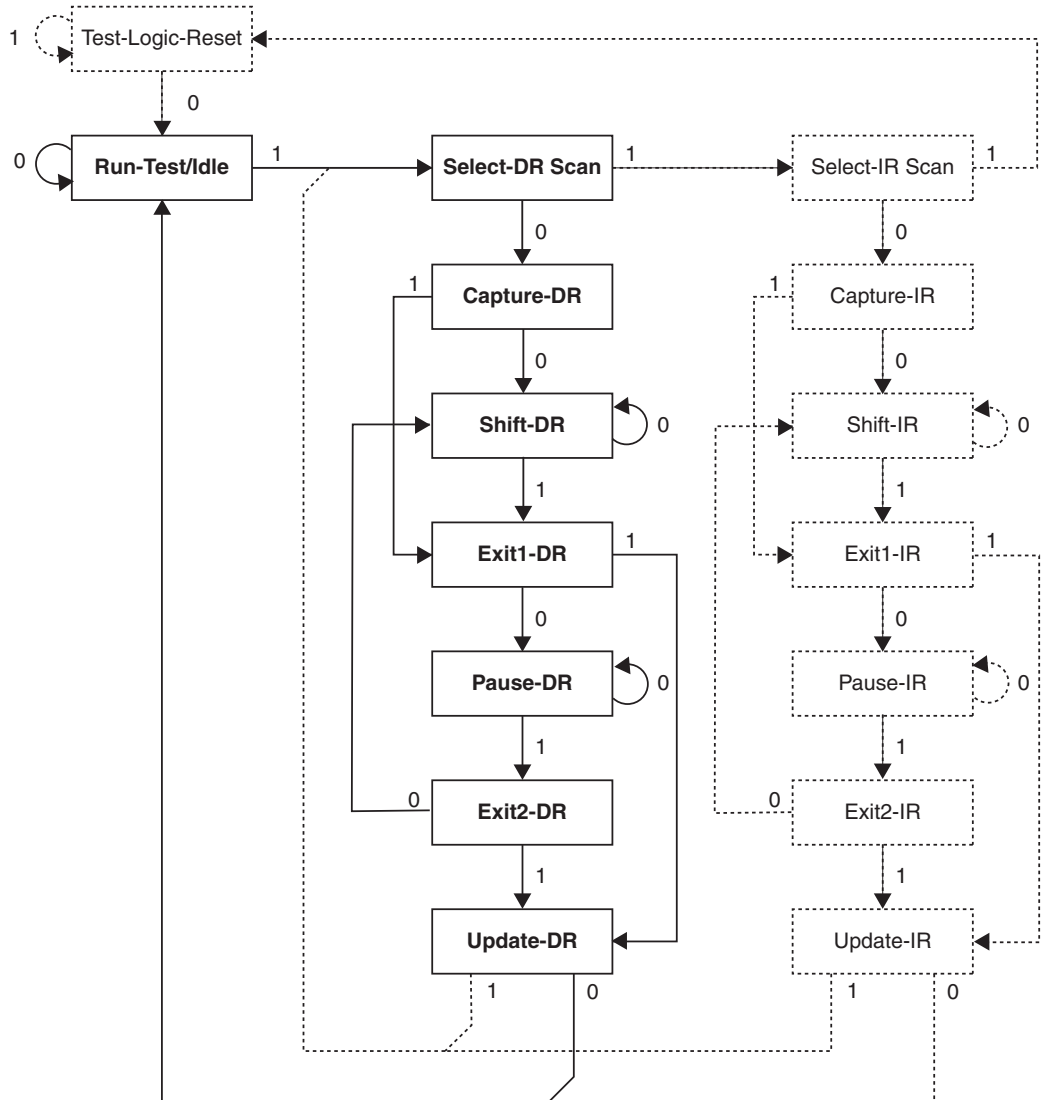 1
Test-Logic-Reset
0
0
Run-Test/Idle
1
Select-DR Scan
1
Select-IR Scan
1
0
0
1
Capture-DR
1
Capture-IR
0
0
Shift-DR
0
Shift-IR
0
1
1
Exit1-DR
1
Exit1-IR
1
0
0
Pause-DR
0
Pause-IR
0
1
1
0
Exit2-DR
0
Exit2-IR
1
1
Update-DR
Update-IR
1
0
1
0